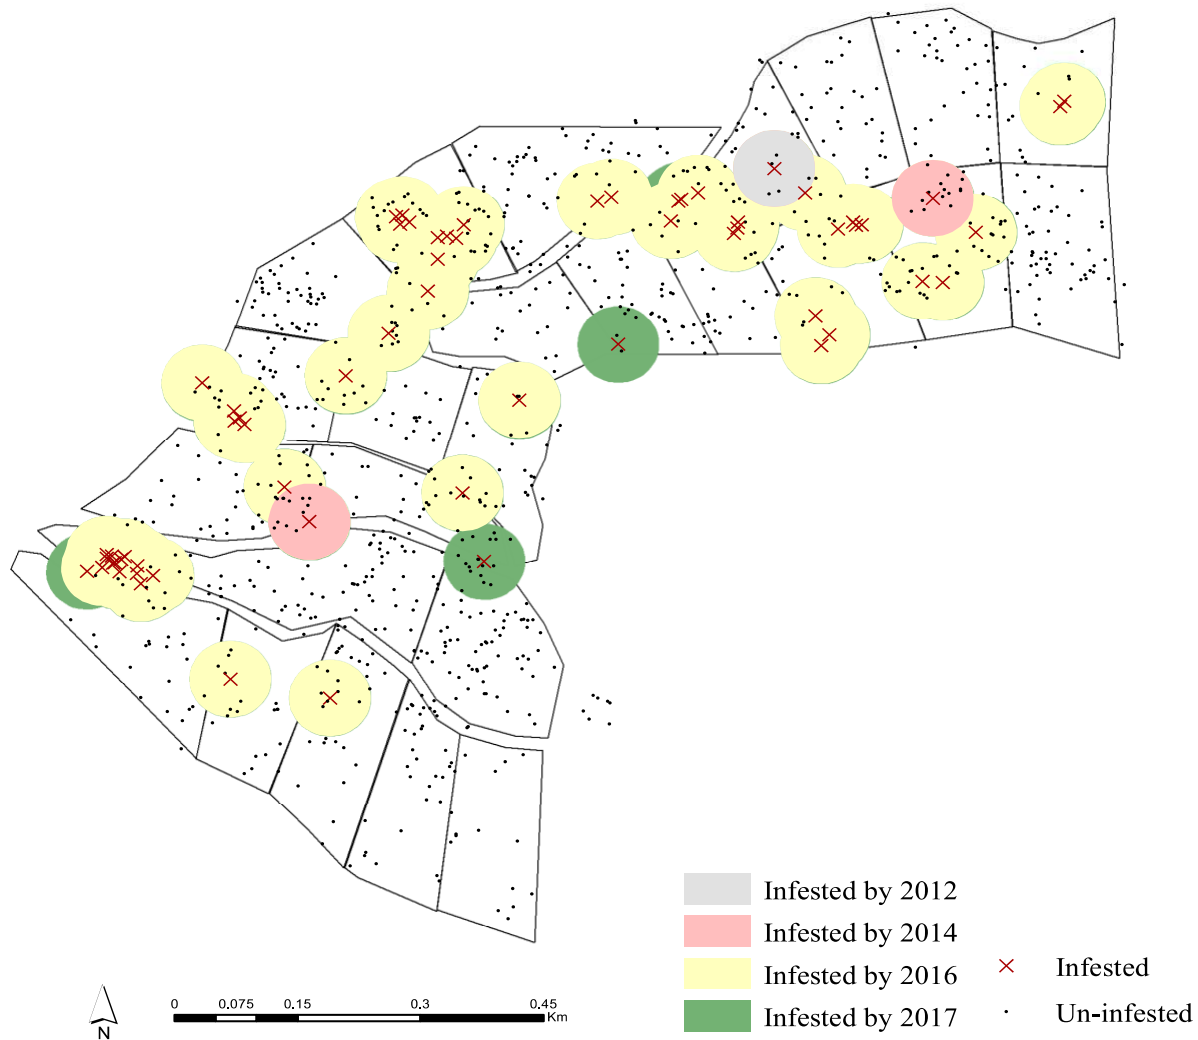 Infested by 2012
Infested by 2014
Infested by 2016
Infested by 2017
Infested
Un-infested
N
0 0.075 0.15 0.3 0.45
Km